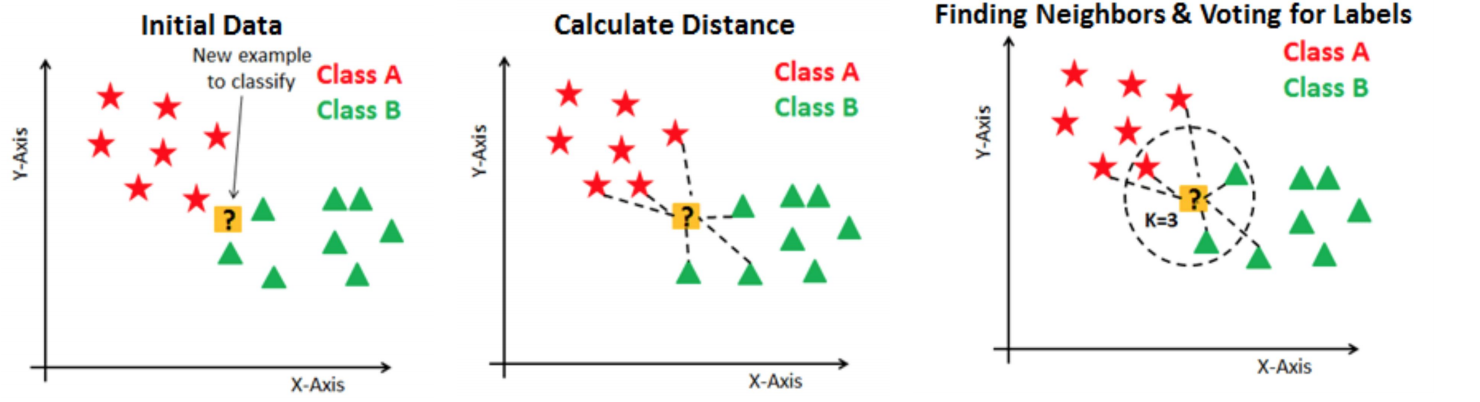 Initial Data
New example
to classify
Class A
Class B
?
Y-Axis
X-Axis
Calculate Distance
Class A
Class B
?
Y-Axis
X-Axis
Finding Neighbors & Voting for Labels
Class A
Class B
?
K=3
Y-Axis
X-Axis